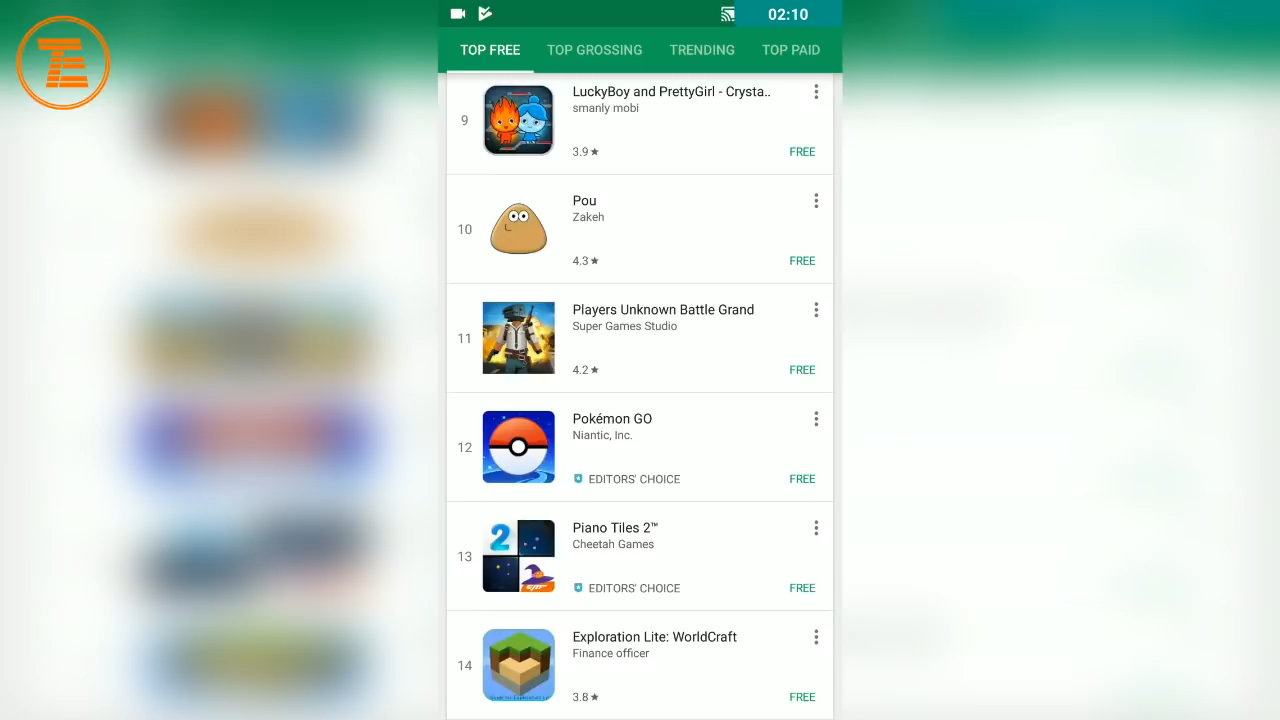 TE
02:10
TOP FREE
TOP GROSSING
TRENDING
TOP PAID
9
LuckyBoy and PrettyGirl - Crysta..
smanly mobi
3.9★
FREE
10
Pou
Zakeh
4.3★
FREE
11
Players Unknown Battle Grand
Super Games Studio
4.2★
FREE
12
Pokémon GO
Niantic, Inc.
EDITORS' CHOICE
FREE
13
2
Piano Tiles 2™
Cheetah Games
EDITORS' CHOICE
FREE
14
Exploration Lite: WorldCraft
Finance officer
3.8★
FREE